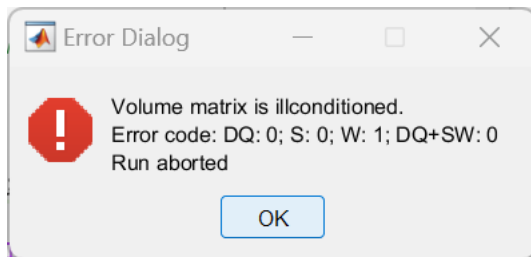 Error Dialog
Volume matrix is illconditioned.
Error code: DQ: 0; S: 0; W: 1; DQ+SW: 0
Run aborted
OK